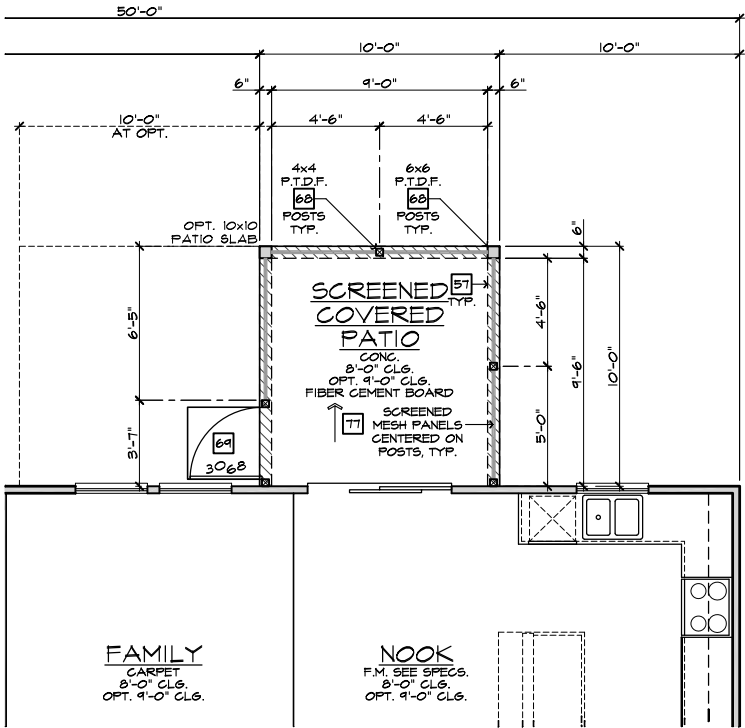 50'-0"
10'-0"
10'-0"
6"
9'-0"
6"
10'-0"
AT OPT.
4'-6"
4'-6"
4x4
P.T.D.F.
68
POSTS
TYP.
6x6
P.T.D.F.
68
POSTS
TYP.
OPT. 10x10
PATIO SLAB
6"
57
TYP.
SCREENED
COVERED
PATIO
CONC.
8'-0" CLG.
OPT. 9'-0" CLG.
FIBER CEMENT BOARD
6'-5"
4'-6"
9'-6"
10'-0"
77
SCREENED
MESH PANELS
CENTERED ON
POSTS, TYP.
3'-7"
69
3068
5'-0"
FAMILY
CARPET
8'-0" CLG.
OPT. 9'-0" CLG.
NOOK
F.M. SEE SPECS.
8'-0" CLG.
OPT. 9'-0" CLG.